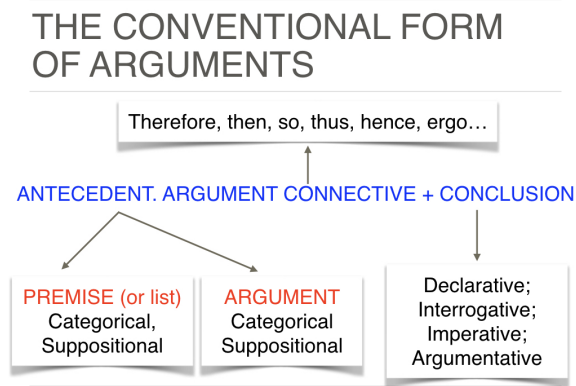 THE CONVENTIONAL FORM
OF ARGUMENTS
Therefore, then, so, thus, hence, ergo…
ANTECEDENT. ARGUMENT CONNECTIVE + CONCLUSION
PREMISE (or list)
Categorical,
Suppositional
ARGUMENT
Categorical
Suppositional
Declarative;
Interrogative;
Imperative;
Argumentative